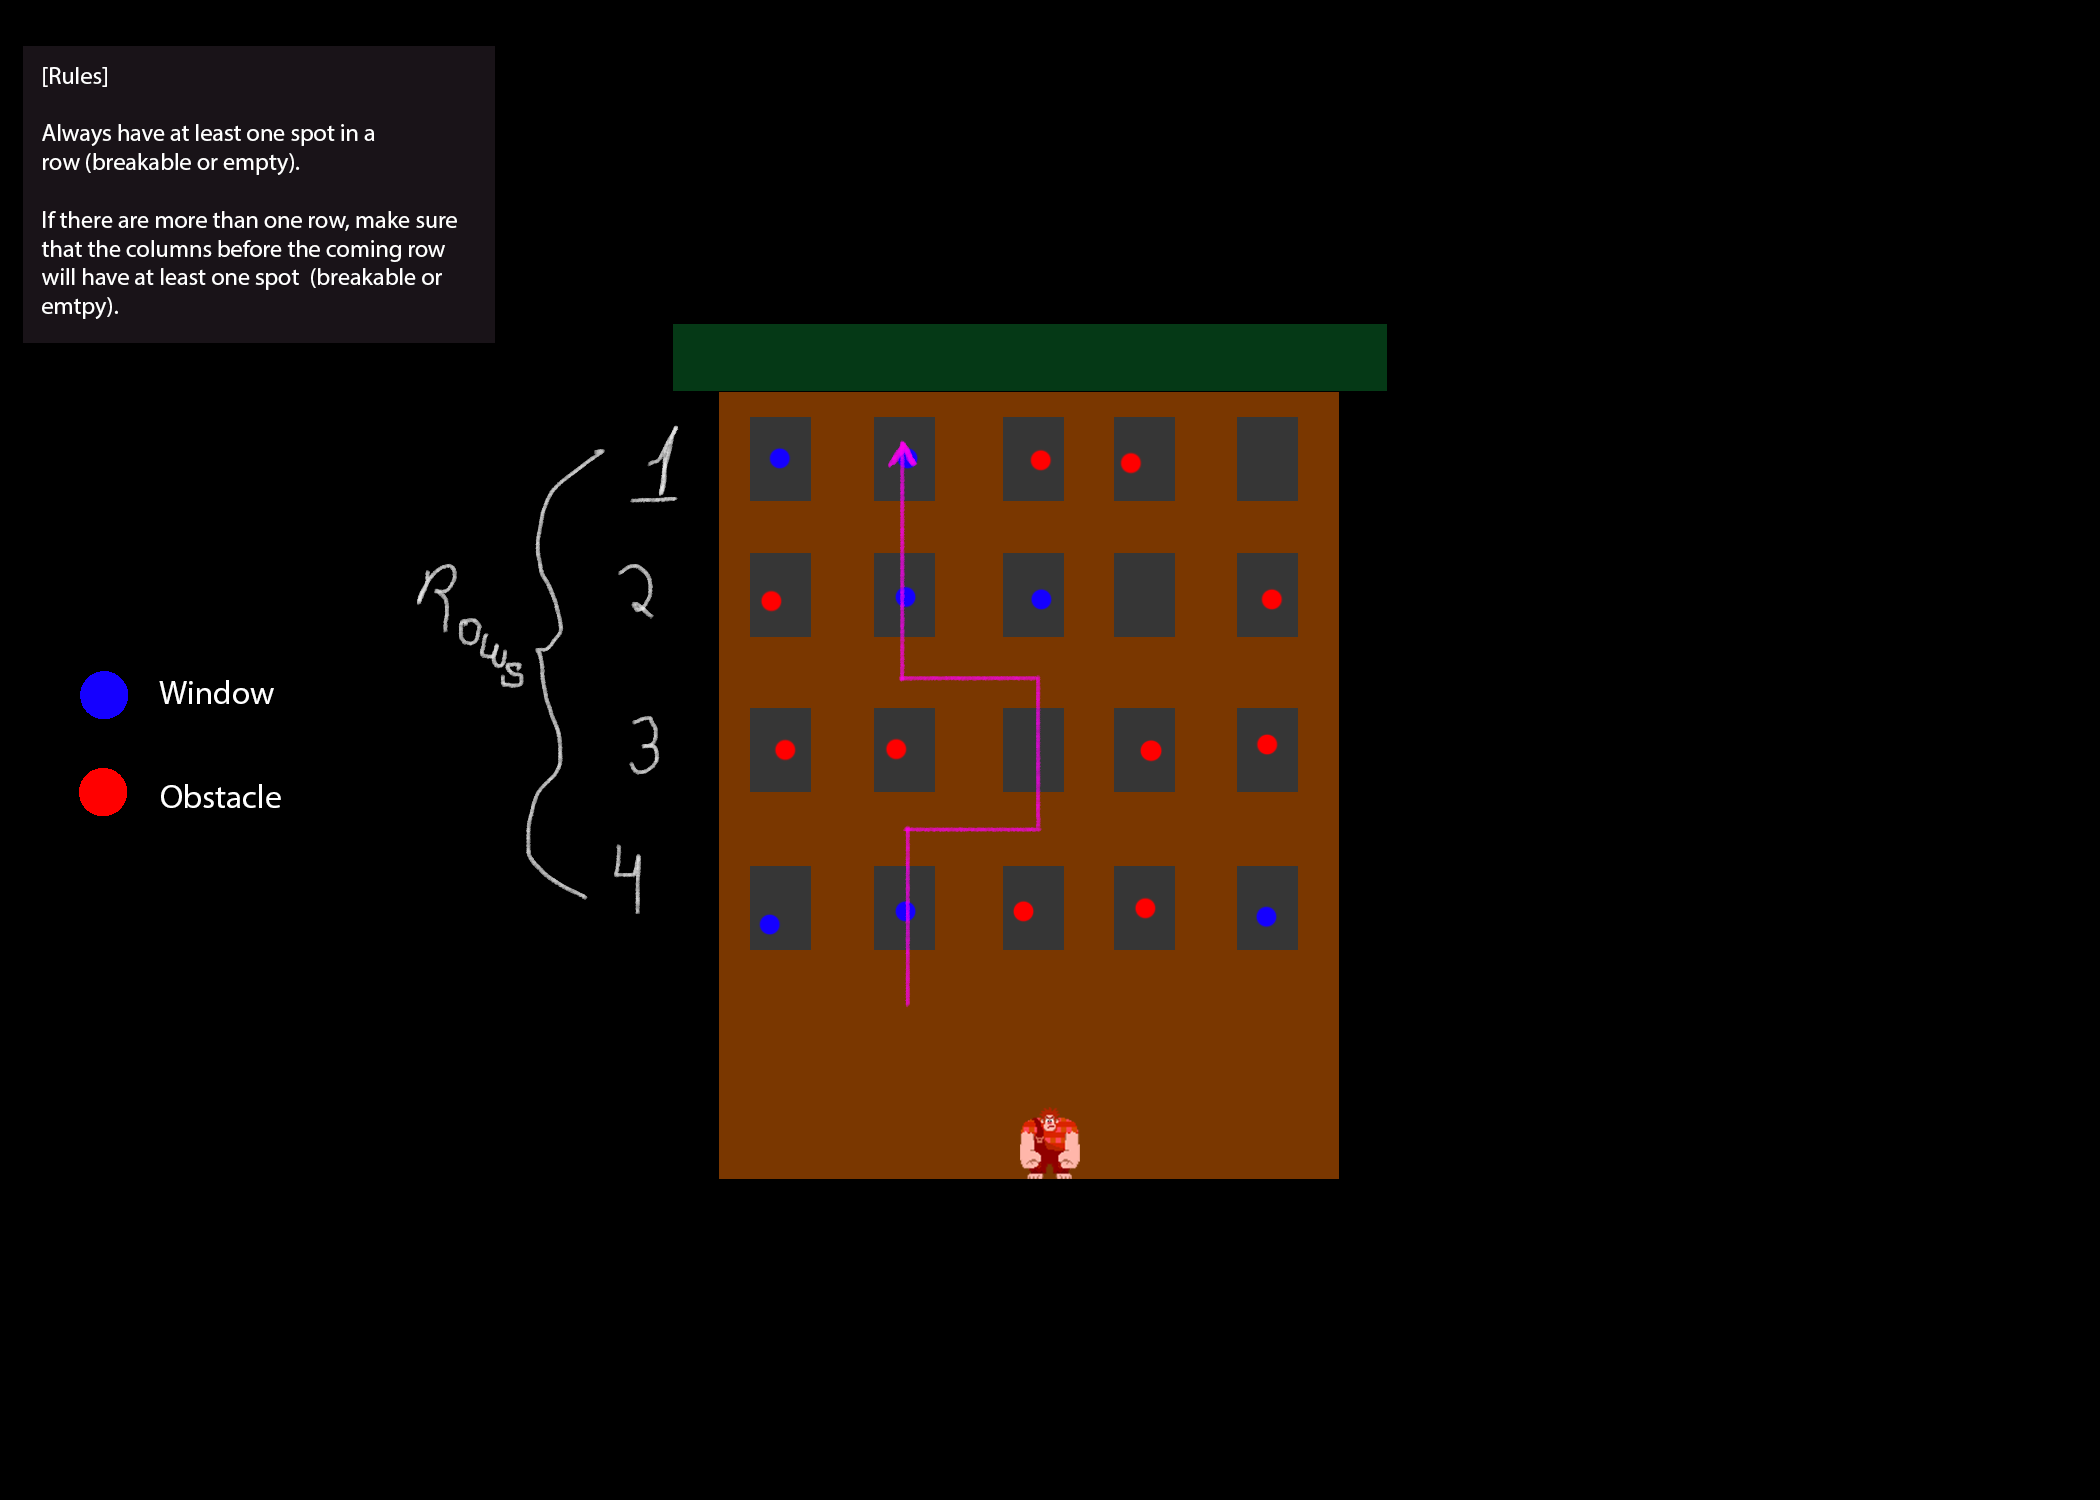 [Rules]
Always have at least one spot in a
row (breakable or empty).
If there are more than one row, make sure
that the columns before the coming row
will have at least one spot  (breakable or
emtpy).
1
2
Rows
3
4
Window
Obstacle